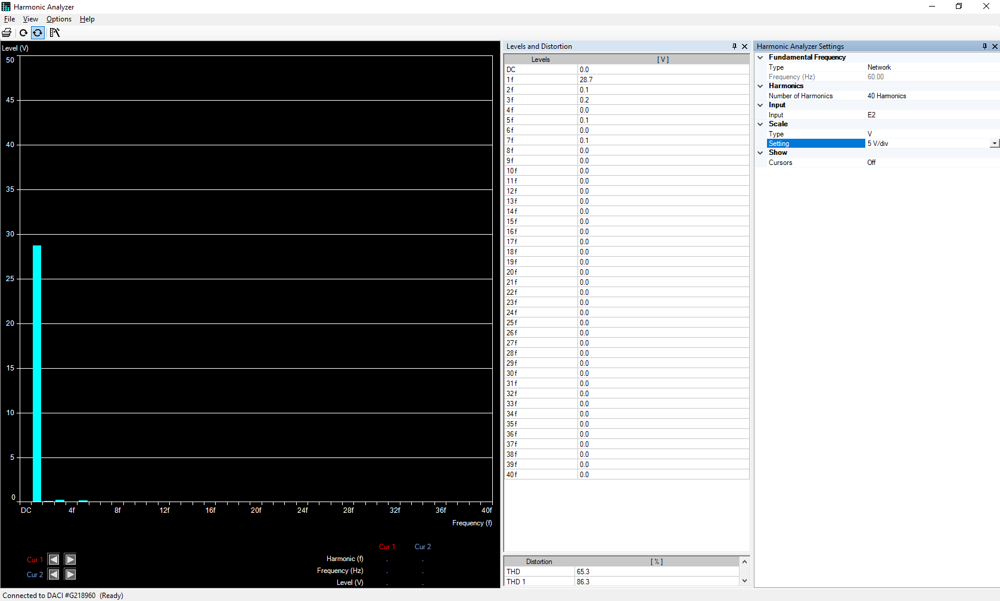 Harmonic Analyzer
File View Options Help
Level (V)
50
45
40
35
30
25
20
15
10
5
0
DC 4f 8f 12f 16f 20f 24f 28f 32f 36f 40f
Frequency (f)
Cur 1 Cur 2
Cur 1
Cur 2
Harmonic (f) . .
Frequency (Hz) . .
Level (V) . .
Levels and Distortion
Levels [ V ]
DC 0.0
1f 28.7
2f 0.1
3f 0.2
4f 0.0
5f 0.1
6f 0.0
7f 0.1
8f 0.0
9f 0.0
10f 0.0
11f 0.0
12f 0.0
13f 0.0
14f 0.0
15f 0.0
16f 0.0
17f 0.0
18f 0.0
19f 0.0
20f 0.0
21f 0.0
22f 0.0
23f 0.0
24f 0.0
25f 0.0
26f 0.0
27f 0.0
28f 0.0
29f 0.0
30f 0.0
31f 0.0
32f 0.0
33f 0.0
34f 0.0
35f 0.0
36f 0.0
37f 0.0
38f 0.0
39f 0.0
40f 0.0
Distortion [ % ]
THD 65.3
THD 1 86.3
Harmonic Analyzer Settings
Fundamental Frequency
Type Network
Frequency (Hz) 60.00
Harmonics
Number of Harmonics 40 Harmonics
Input
Input E2
Scale
Type V
Setting 5 V/div
Show
Cursors Off
Connected to DACI #G218960 (Ready)